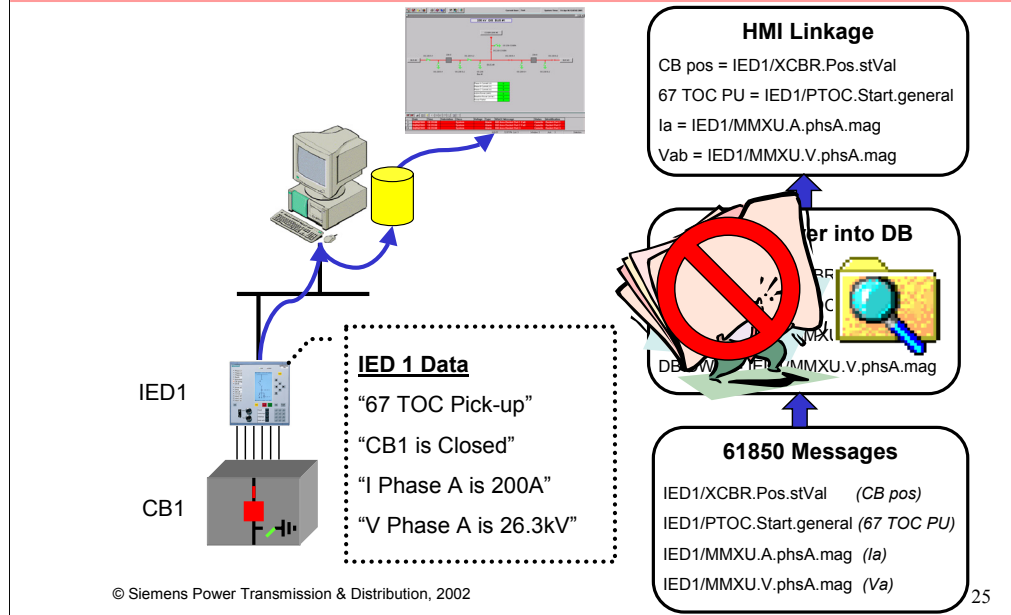 HMI Linkage
CB pos = IED1/XCBR.Pos.stVal
67 TOC PU = IED1/PTOC.Start.general
Ia = IED1/MMXU.A.phsA.mag
Vab = IED1/MMXU.V.phsA.mag
er into DB
/MMXU.V.phsA.mag
IED1
CB1
IED 1 Data
“67 TOC Pick-up”
“CB1 is Closed”
“I Phase A is 200A”
“V Phase A is 26.3kV”
61850 Messages
IED1/XCBR.Pos.stVal (CB pos)
IED1/PTOC.Start.general (67 TOC PU)
IED1/MMXU.A.phsA.mag (Ia)
IED1/MMXU.V.phsA.mag (Va)
© Siemens Power Transmission & Distribution, 2002
25